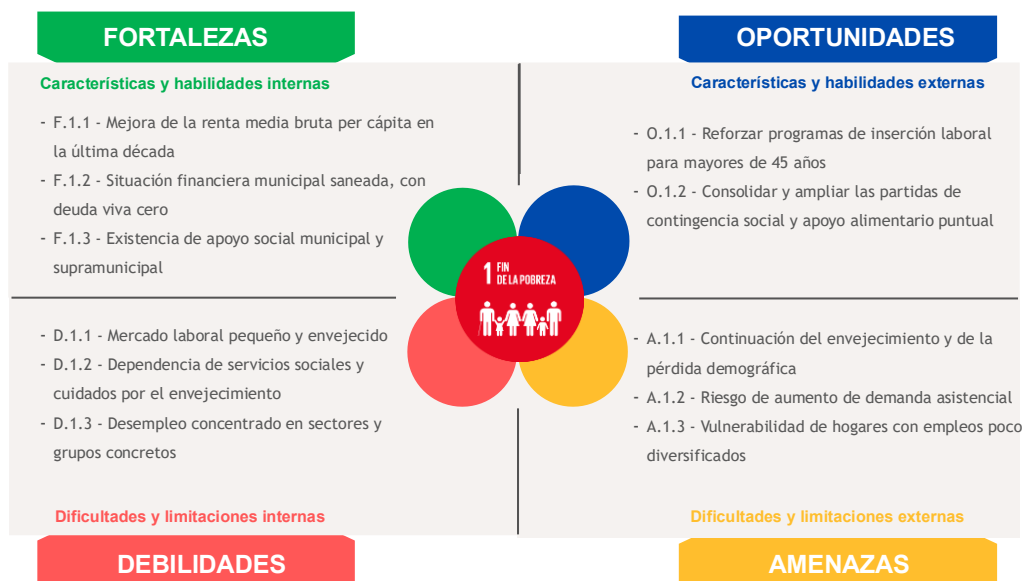 FORTALEZAS
Características y habilidades internas
- F.1.1 - Mejora de la renta media bruta per cápita en
la última década
- F.1.2 - Situación financiera municipal saneada, con
deuda viva cero
- F.1.3 - Existencia de apoyo social municipal y
supramunicipal
OPORTUNIDADES
Características y habilidades externas
- O.1.1 - Reforzar programas de inserción laboral
para mayores de 45 años
- O.1.2 - Consolidar y ampliar las partidas de
contingencia social y apoyo alimentario puntual
1 FIN
DE LA POBREZA
- D.1.1 - Mercado laboral pequeño y envejecido
- D.1.2 - Dependencia de servicios sociales y
cuidados por el envejecimiento
- D.1.3 - Desempleo concentrado en sectores y
grupos concretos
Dificultades y limitaciones internas
DEBILIDADES
- A.1.1 - Continuación del envejecimiento y de la
pérdida demográfica
- A.1.2 - Riesgo de aumento de demanda asistencial
- A.1.3 - Vulnerabilidad de hogares con empleos poco
diversificados
Dificultades y limitaciones externas
AMENAZAS